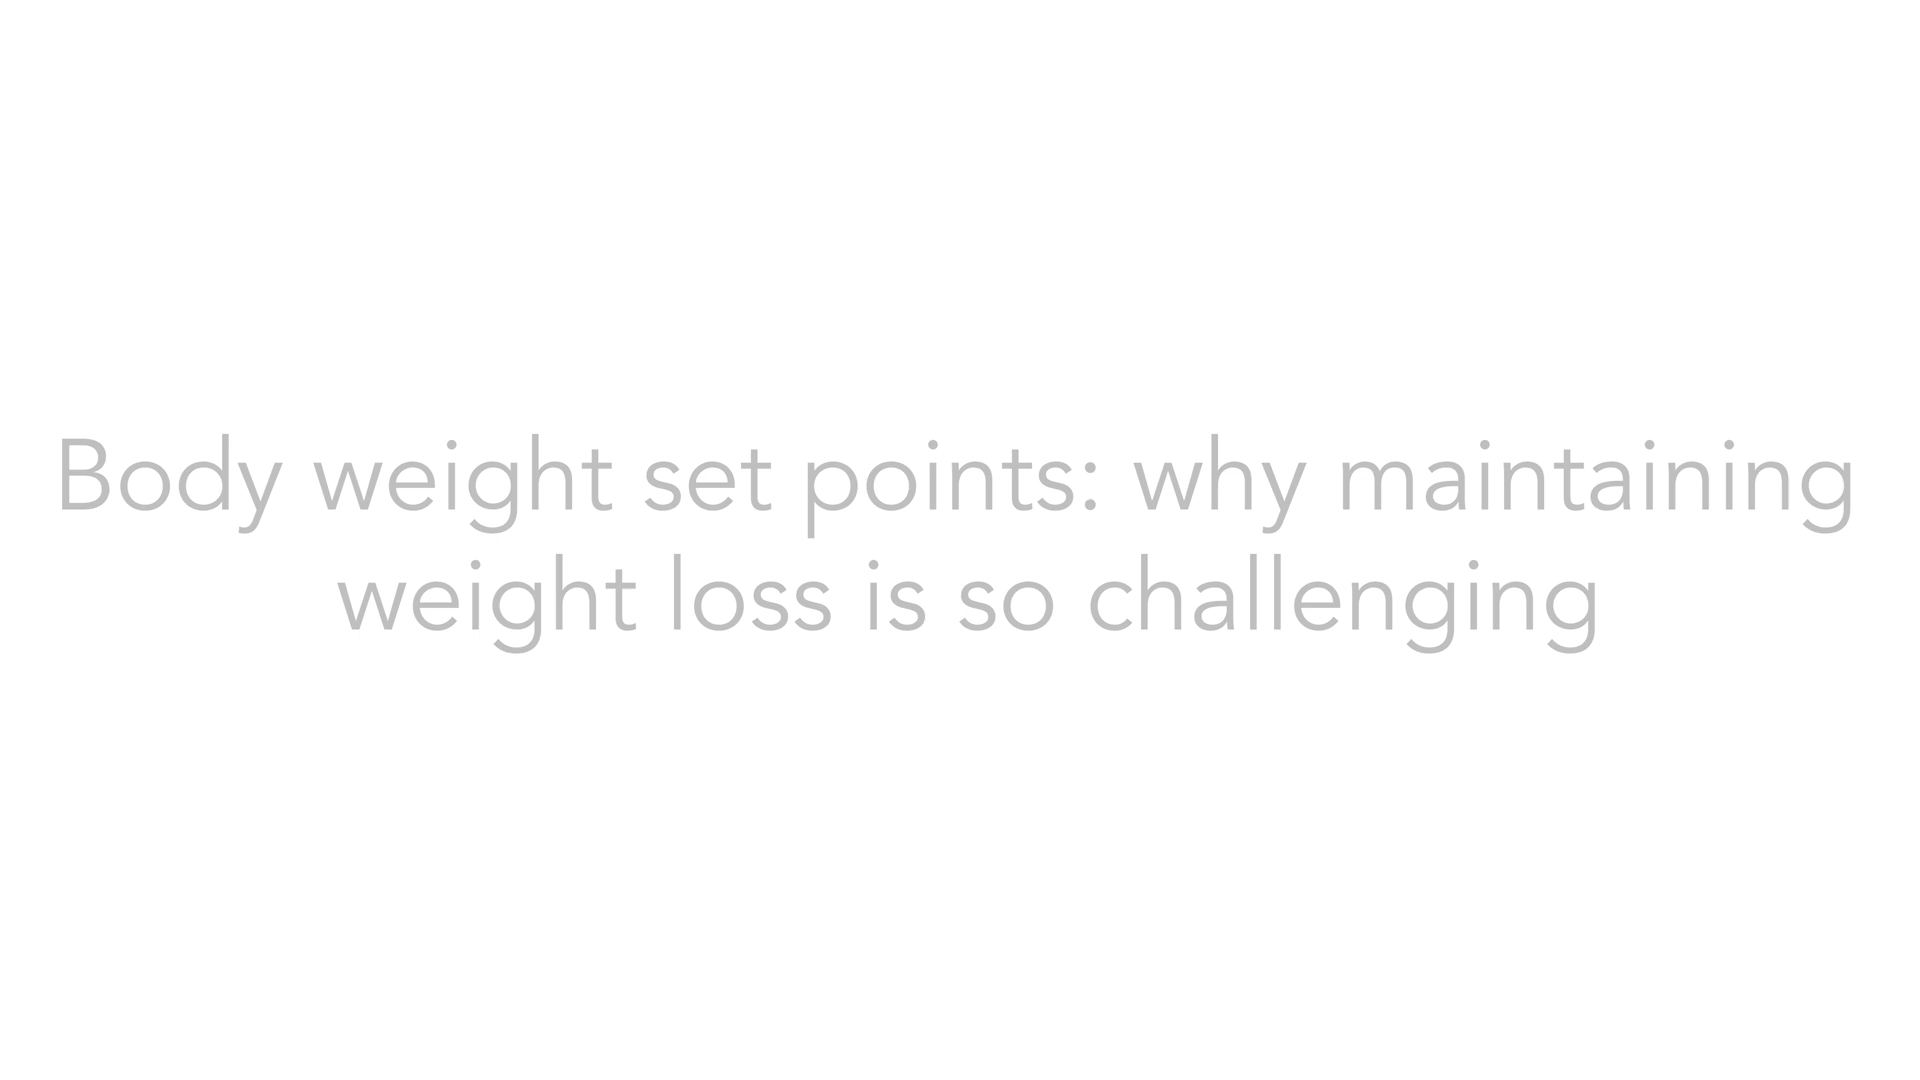 Body weight set points: why maintaining
weight loss is so challenging